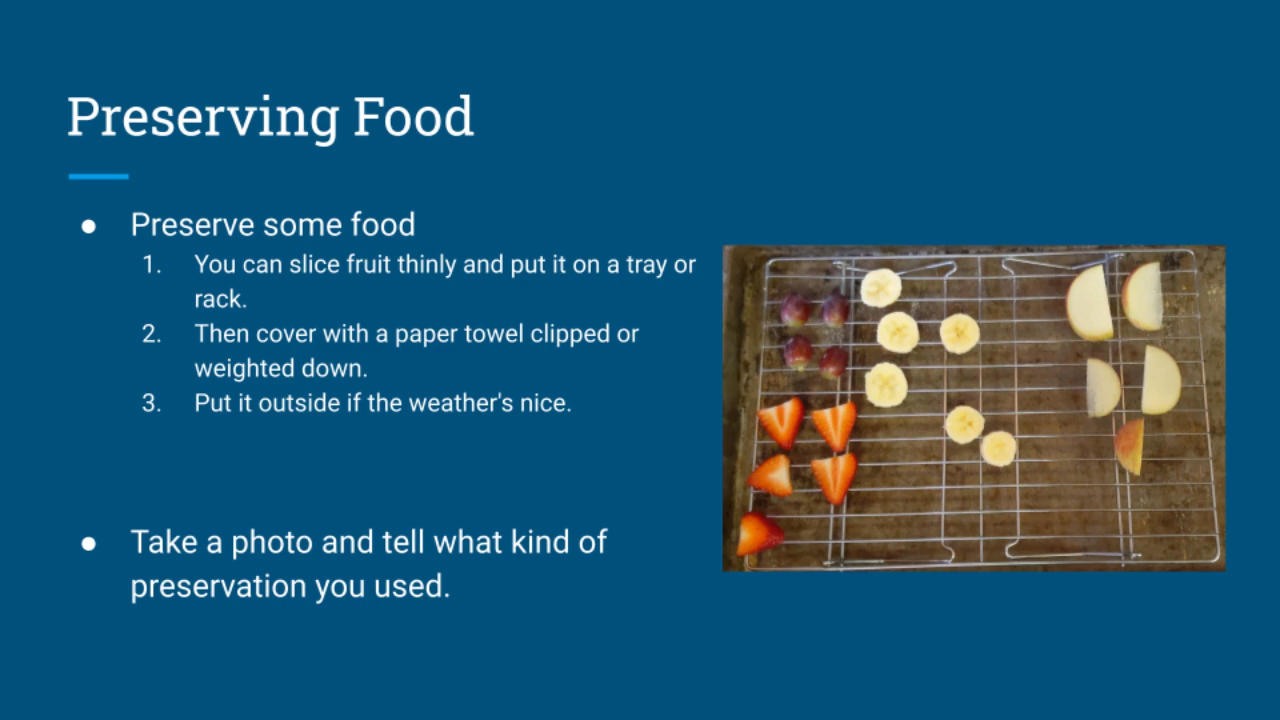 Preserving Food
● Preserve some food
1. You can slice fruit thinly and put it on a tray or
rack.
2. Then cover with a paper towel clipped or
weighted down.
3. Put it outside if the weather's nice.
● Take a photo and tell what kind of
preservation you used.